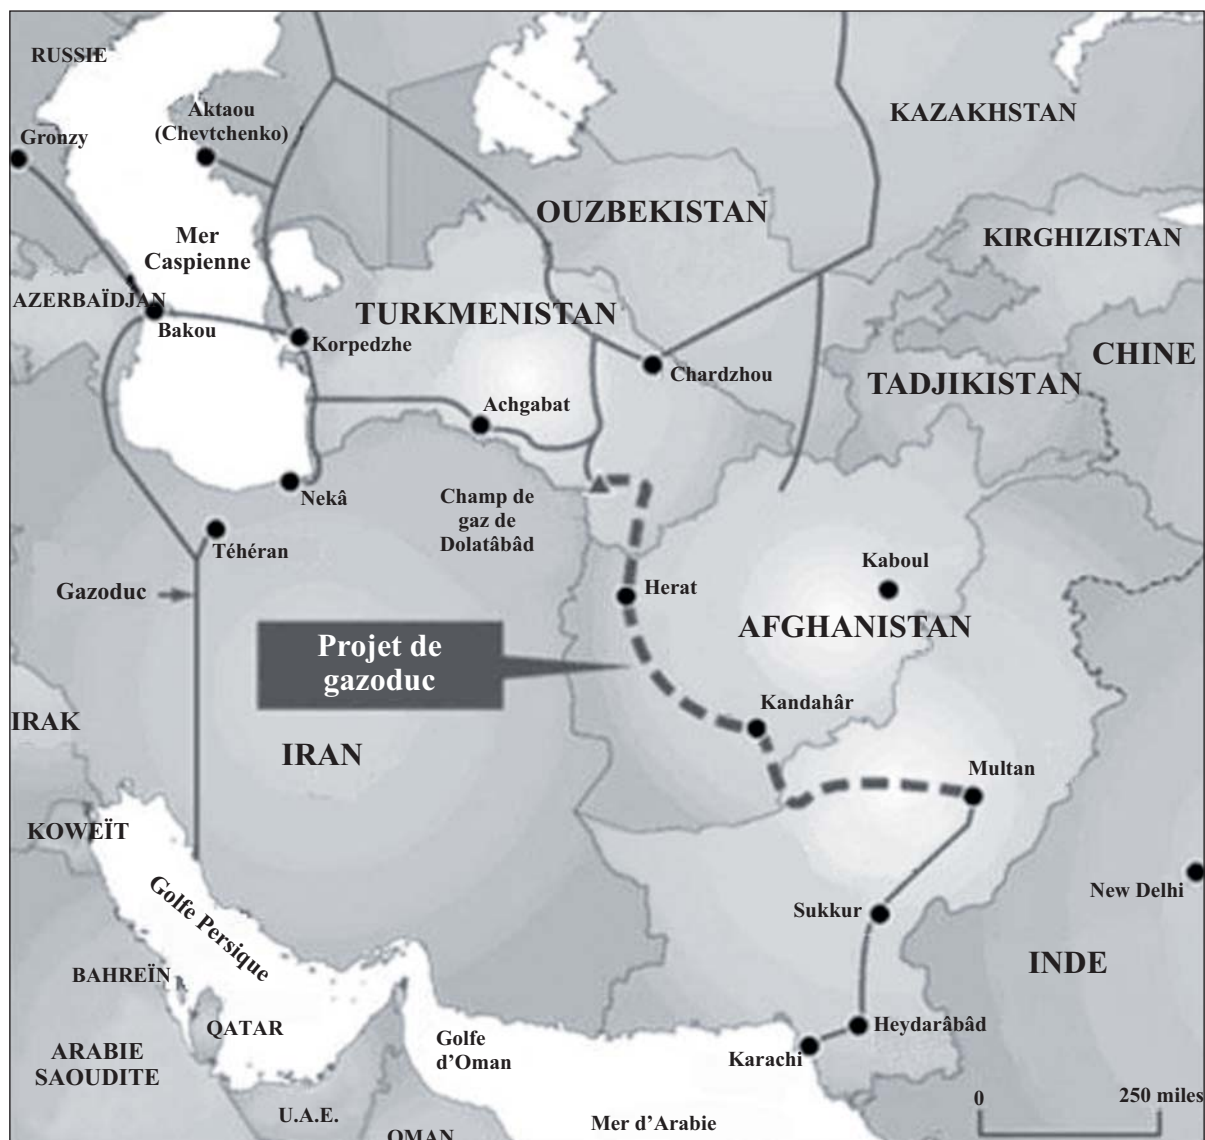 RUSSIE
Aktaou
(Chevtchenko)
Gronzy
KAZAKHSTAN
OUZBEKISTAN
KIRGHIZISTAN
Mer
Caspienne
AZERBAÏDJAN
Bakou
TURKMENISTAN
Korpedzhe
CHINE
Chardzhou
TADJIKISTAN
Achgabat
Nekâ
Champ de
gaz de
Dolatâbâd
Téhéran
Kaboul
Gazoduc
Herat
AFGHANISTAN
Projet de
gazoduc
Kandahâr
IRAK
IRAN
Multan
KOWEÏT
Golfe Persique
New Delhi
Sukkur
INDE
BAHREÏN
QATAR
Heydarâbâd
Golfe
d’Oman
ARABIE
SAOUDITE
Karachi
0
250 miles
U.A.E.
Mer d’Arabie
OMAN